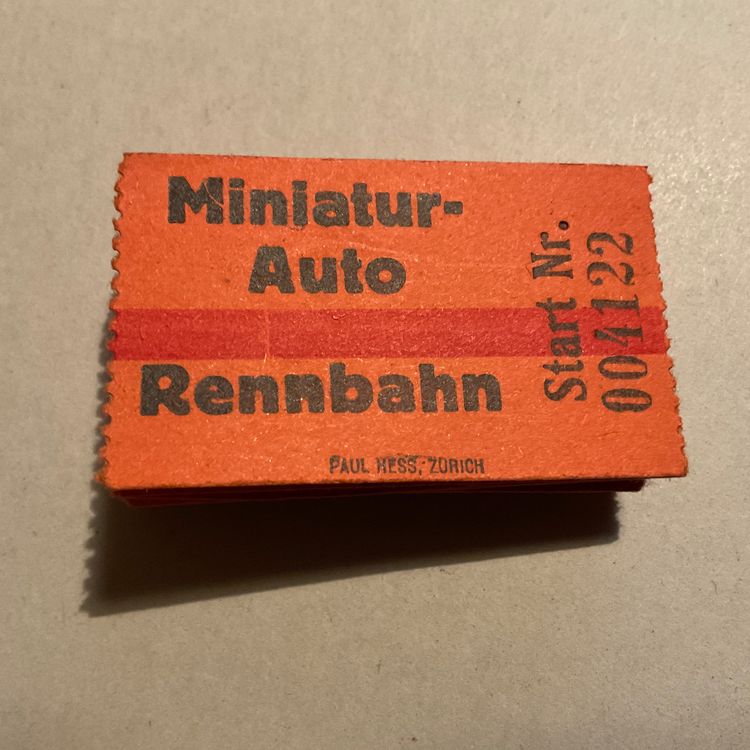 Miniatur-
Auto
Rennbahn
PAUL HESS, ZÜRICH
Start Nr.
004122